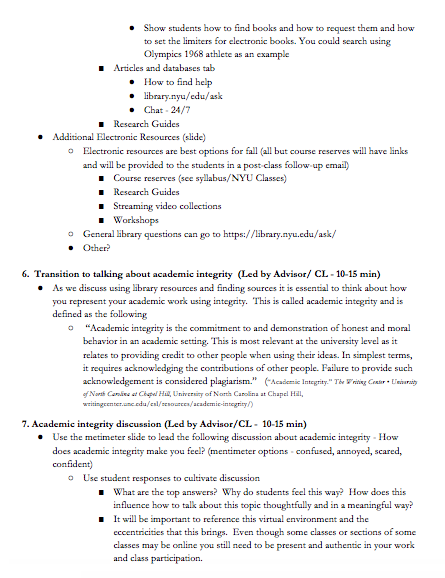 ● Show students how to find books and how to request them and how
to set the limiters for electronic books. You could search using
Olympics 1968 athlete as an example
■ Articles and databases tab
● How to find help
● library.nyu/edu/ask
● Chat - 24/7
■ Research Guides
● Additional Electronic Resources (slide)
○ Electronic resources are best options for fall (all but course reserves will have links
and will be provided to the students in a post-class follow-up email)
■ Course reserves (see syllabus/NYU Classes)
■ Research Guides
■ Streaming video collections
■ Workshops
○ General library questions can go to https://library.nyu.edu/ask/
● Other?
6. Transition to talking about academic integrity (Led by Advisor/ CL - 10-15 min)
● As we discuss using library resources and finding sources it is essential to think about how
you represent your academic work using integrity. This is called academic integrity and is
defined as the following
○ “Academic integrity is the commitment to and demonstration of honest and moral
behavior in an academic setting. This is most relevant at the university level as it
relates to providing credit to other people when using their ideas. In simplest terms,
it requires acknowledging the contributions of other people. Failure to provide such
acknowledgement is considered plagiarism.” (“Academic Integrity.” The Writing Center • University
of North Carolina at Chapel Hill, University of North Carolina at Chapel Hill,
writingcenter.unc.edu/esl/resources/academic-integrity/)
7. Academic integrity discussion (Led by Advisor/CL - 10-15 min)
● Use the metimeter slide to lead the following discussion about academic integrity - How
does academic integrity make you feel? (mentimeter options - confused, annoyed, scared,
confident)
○ Use student responses to cultivate discussion
■ What are the top answers? Why do students feel this way? How does this
influence how to talk about this topic thoughtfully and in a meaningful way?
■ It will be important to reference this virtual environment and the
eccentricities that this brings. Even though some classes or sections of some
classes may be online you still need to be present and authentic in your work
and class participation.